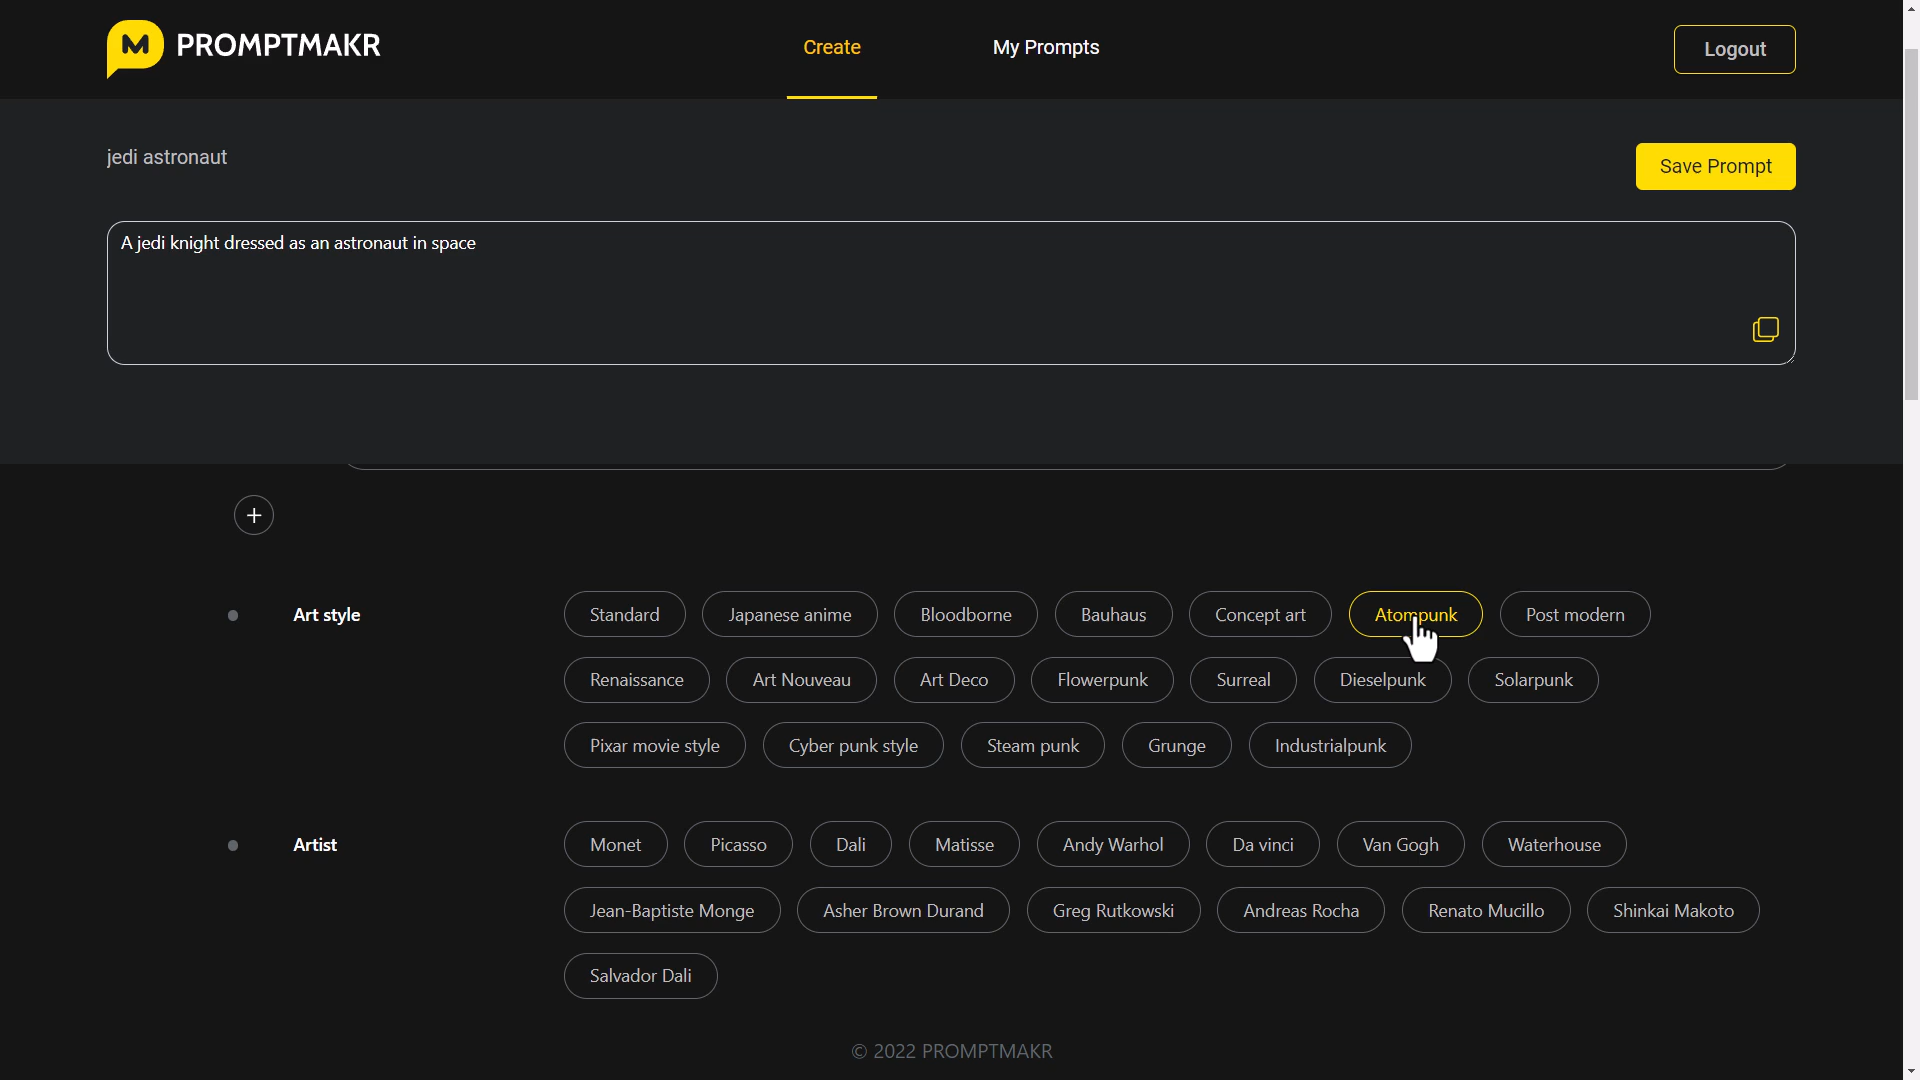 M PROMPTMAKR
Create
My Prompts
Logout
jedi astronaut
Save Prompt
A jedi knight dressed as an astronaut in space
+
Art style
Standard
Japanese anime
Bloodborne
Bauhaus
Concept art
Atompunk
Post modern
Renaissance
Art Nouveau
Art Deco
Flowerpunk
Surreal
Dieselpunk
Solarpunk
Pixar movie style
Cyber punk style
Steam punk
Grunge
Industrialpunk
Artist
Monet
Picasso
Dali
Matisse
Andy Warhol
Da vinci
Van Gogh
Waterhouse
Jean-Baptiste Monge
Asher Brown Durand
Greg Rutkowski
Andreas Rocha
Renato Mucillo
Shinkai Makoto
Salvador Dali
© 2022 PROMPTMAKR